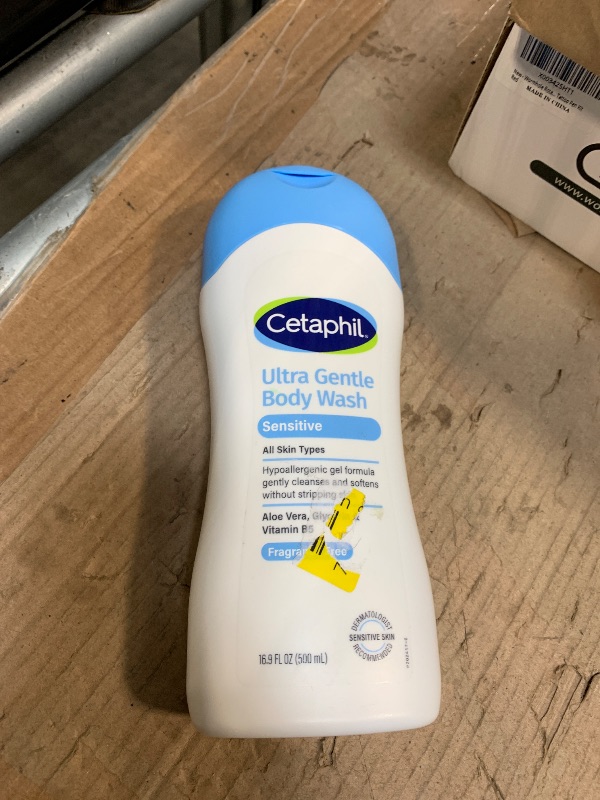 X003AZSHT1
MADE IN CHINA
Cetaphil
Ultra Gentle
Body Wash
Sensitive
All Skin Types
Hypoallergenic gel formula
gently cleanses and softens
without stripping
Aloe Vera,
Vitamin B5
16.9 FL OZ (500 mL)
DERMATOLOGIST
SENSITIVE SKIN
RECOMMENDED